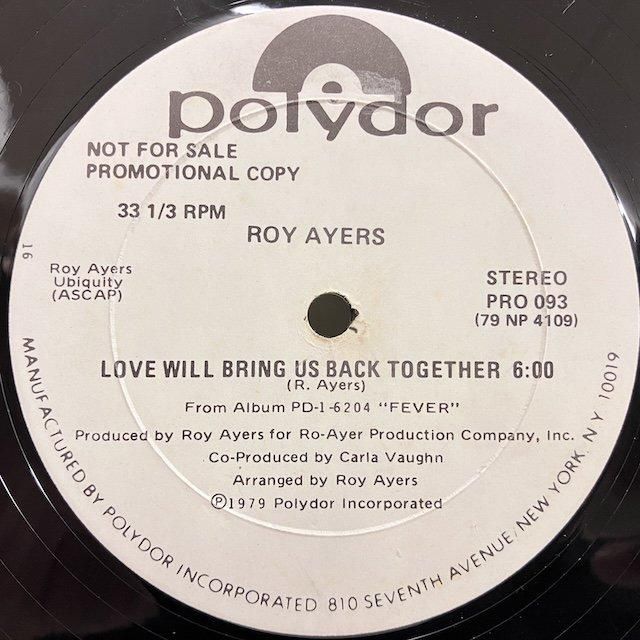 polydor
NOT FOR SALE
PROMOTIONAL COPY
33 1/3 RPM
ROY AYERS
16
Roy Ayers
Ubiquity
(ASCAP)
STEREO
PRO 093
(79 NP 4109)
LOVE WILL BRING US BACK TOGETHER 6:00
(R. Ayers)
From Album PD-1-6204 "FEVER"
Produced by Roy Ayers for Ro-Ayer Production Company, Inc.
Co-Produced by Carla Vaughn
Arranged by Roy Ayers
Ⓟ1979 Polydor Incorporated
MANUFACTURED BY POLYDOR INCORPORATED 810 SEVENTH AVENUE, NEW YORK, N Y 10019